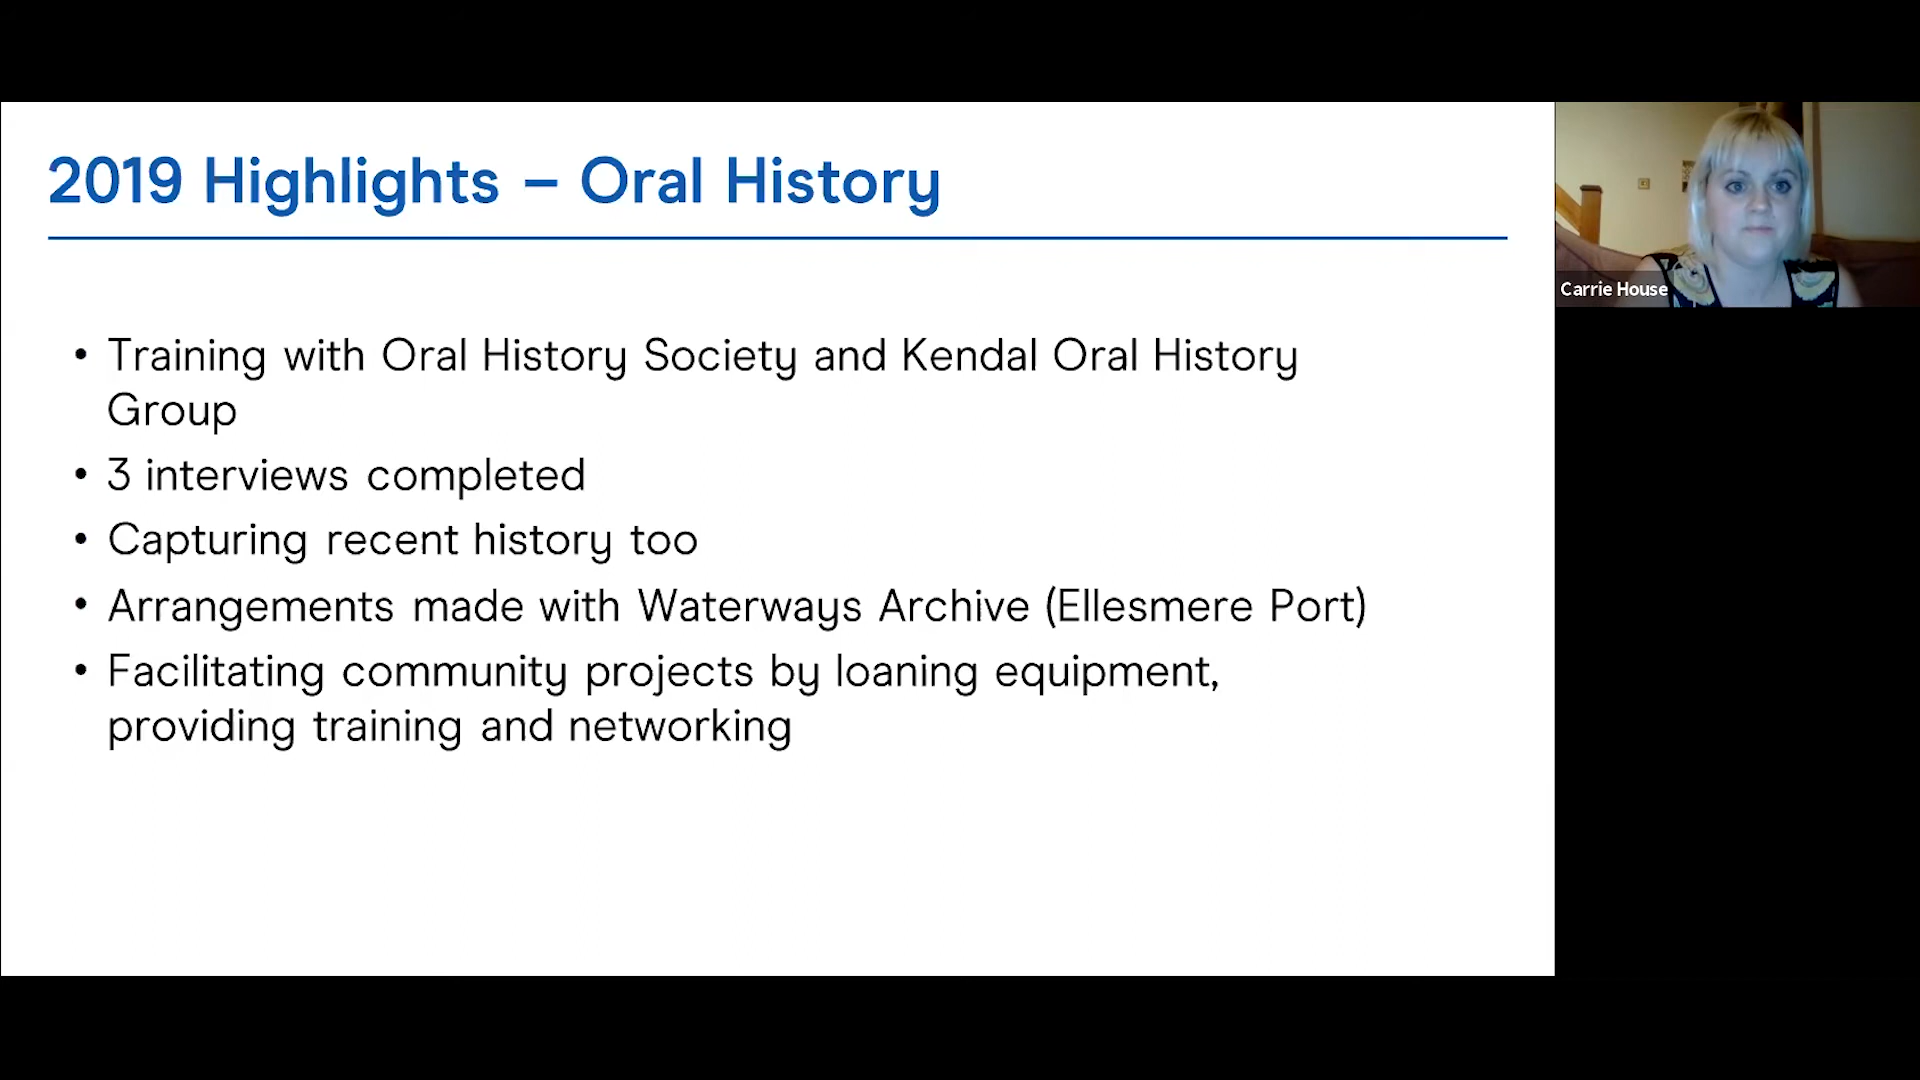 2019 Highlights – Oral History
• Training with Oral History Society and Kendal Oral History
Group
• 3 interviews completed
• Capturing recent history too
• Arrangements made with Waterways Archive (Ellesmere Port)
• Facilitating community projects by loaning equipment,
providing training and networking
Carrie House